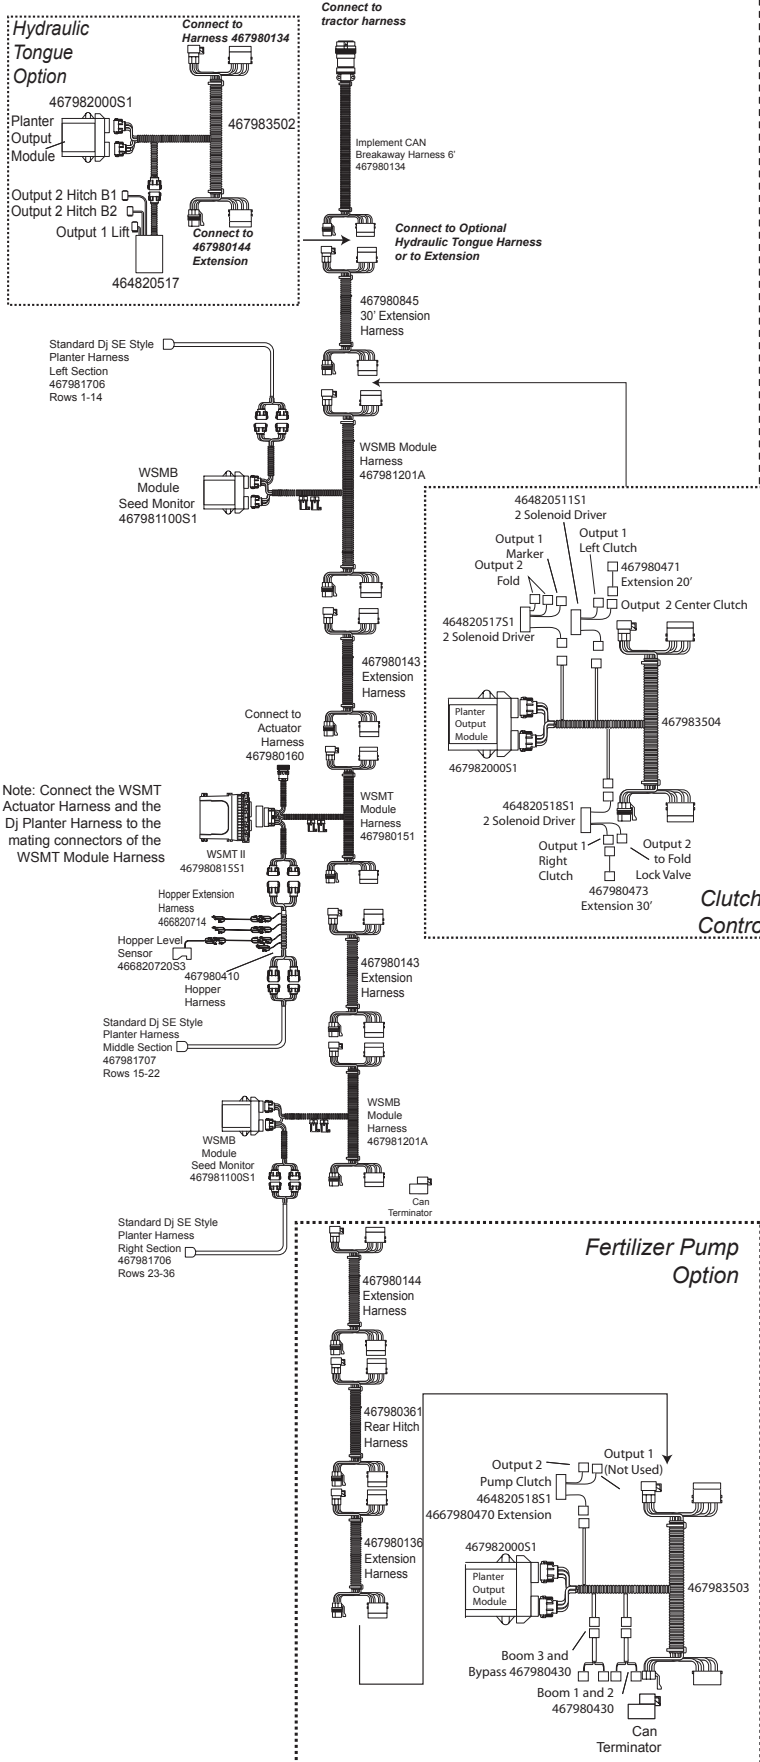 Connect to
tractor harness
Hydraulic
Tongue
Option
Connect to
Harness 467980134
467982000S1
Planter
Output
Module
467983502
Output 2 Hitch B1
Output 2 Hitch B2
Output 1 Lift
464820517
Connect to
467980144
Extension
Implement CAN
Breakaway Harness 6'
467980134
Connect to Optional
Hydraulic Tongue Harness
or to Extension
467980845
30' Extension
Harness
Standard Dj SE Style
Planter Harness
Left Section
467981706
Rows 1-14
WSMB Module
Harness
467981201A
WSMB
Module
Seed Monitor
467981100S1
464820511S1
2 Solenoid Driver
Output 1
Marker
Output 2
Fold
Output 1
Left Clutch
467980471
Extension 20'
Output 2 Center Clutch
464820517S1
2 Solenoid Driver
Planter
Output
Module
467982000S1
467983504
464820518S1
2 Solenoid Driver
Output 1
Right
Clutch
Output 2
to Fold
Lock Valve
467980473
Extension 30'
Clutch
Contro
467980143
Extension
Harness
Connect to
Actuator
Harness
467980160
Note: Connect the WSMT
Actuator Harness and the
Dj Planter Harness to the
mating connectors of the
WSMT Module Harness
WSMT
Module
Harness
467980151
WSMT II
467980815S1
Hopper Extension
Harness
466820714
Hopper Level
Sensor
466820720S3
467980410
Hopper
Harness
467980143
Extension
Harness
Standard Dj SE Style
Planter Harness
Middle Section
467981707
Rows 15-22
WSMB
Module
Harness
467981201A
WSMB
Module
Seed Monitor
467981100S1
Can
Terminator
Standard Dj SE Style
Planter Harness
Right Section
467981706
Rows 23-36
Fertilizer Pump
Option
467980144
Extension
Harness
467980361
Rear Hitch
Harness
467980136
Extension
Harness
Output 2
Pump Clutch
464820518S1
4667980470 Extension
Output 1
(Not Used)
467982000S1
Planter
Output
Module
467983503
Boom 3 and
Bypass 467980430
Boom 1 and 2
467980430
Can
Terminator